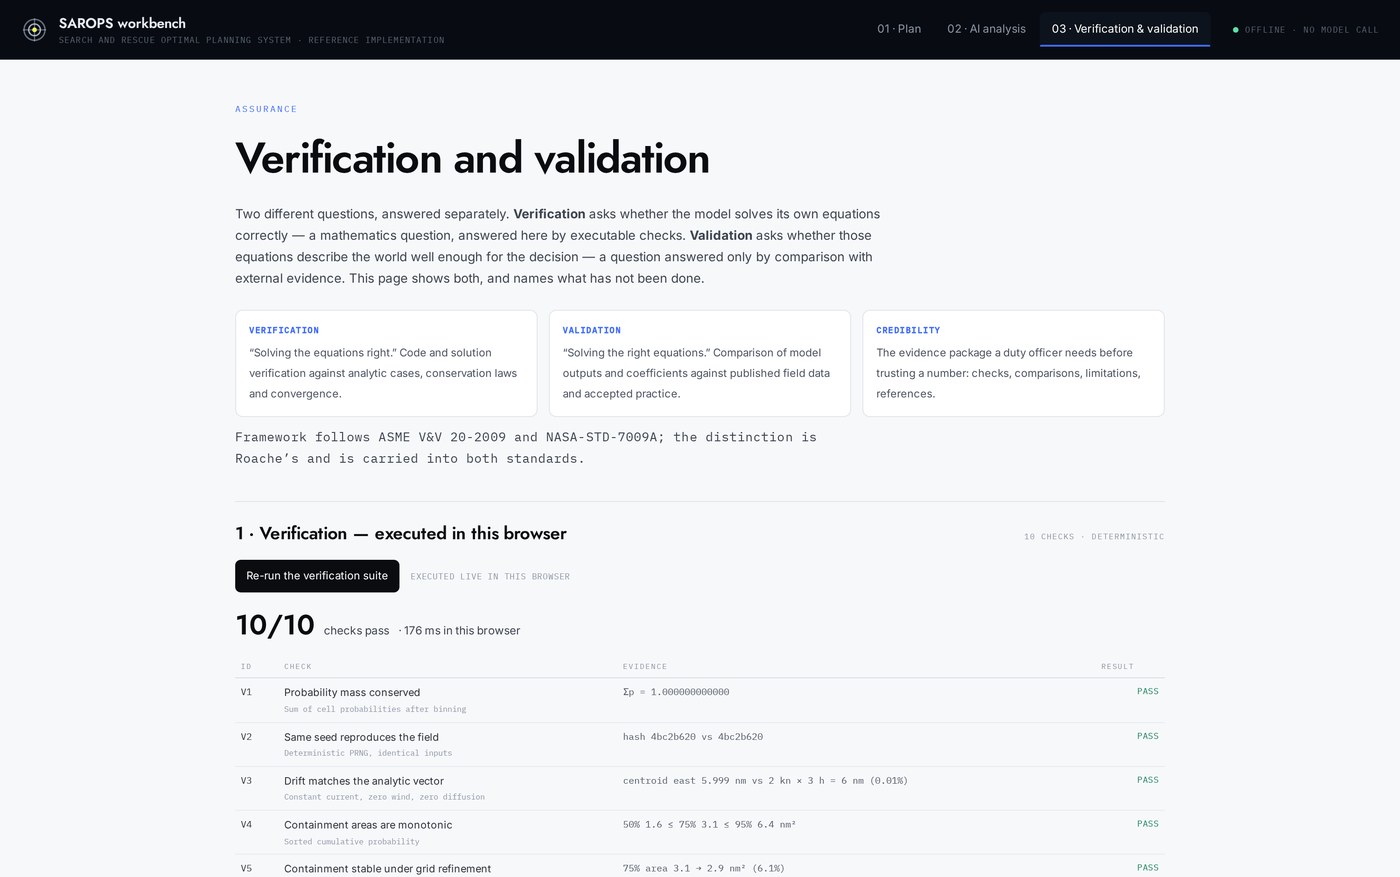 SAROPS workbench
SEARCH AND RESCUE OPTIMAL PLANNING SYSTEM · REFERENCE IMPLEMENTATION
01 · Plan
02 · AI analysis
03 · Verification & validation
OFFLINE · NO MODEL CALL
ASSURANCE
Verification and validation
Two different questions, answered separately. Verification asks whether the model solves its own equations
correctly — a mathematics question, answered here by executable checks. Validation asks whether those
equations describe the world well enough for the decision — a question answered only by comparison with
external evidence. This page shows both, and names what has not been done.
VERIFICATION
“Solving the equations right.” Code and solution
verification against analytic cases, conservation laws
and convergence.
VALIDATION
“Solving the right equations.” Comparison of model
outputs and coefficients against published field data
and accepted practice.
CREDIBILITY
The evidence package a duty officer needs before
trusting a number: checks, comparisons, limitations,
references.
Framework follows ASME V&V 20-2009 and NASA-STD-7009A; the distinction is
Roache’s and is carried into both standards.
1 · Verification — executed in this browser
10 CHECKS · DETERMINISTIC
Re-run the verification suite
EXECUTED LIVE IN THIS BROWSER
10/10 checks pass · 176 ms in this browser
ID CHECK EVIDENCE RESULT
V1 Probability mass conserved Σp = 1.000000000000 PASS
Sum of cell probabilities after binning
V2 Same seed reproduces the field hash 4bc2b620 vs 4bc2b620 PASS
Deterministic PRNG, identical inputs
V3 Drift matches the analytic vector centroid east 5.999 nm vs 2 kn × 3 h = 6 nm (0.01%) PASS
Constant current, zero wind, zero diffusion
V4 Containment areas are monotonic 50% 1.6 ≤ 75% 3.1 ≤ 95% 6.4 nm² PASS
Sorted cumulative probability
V5 Containment stable under grid refinement 75% area 3.1 → 2.9 nm² (6.1%) PASS